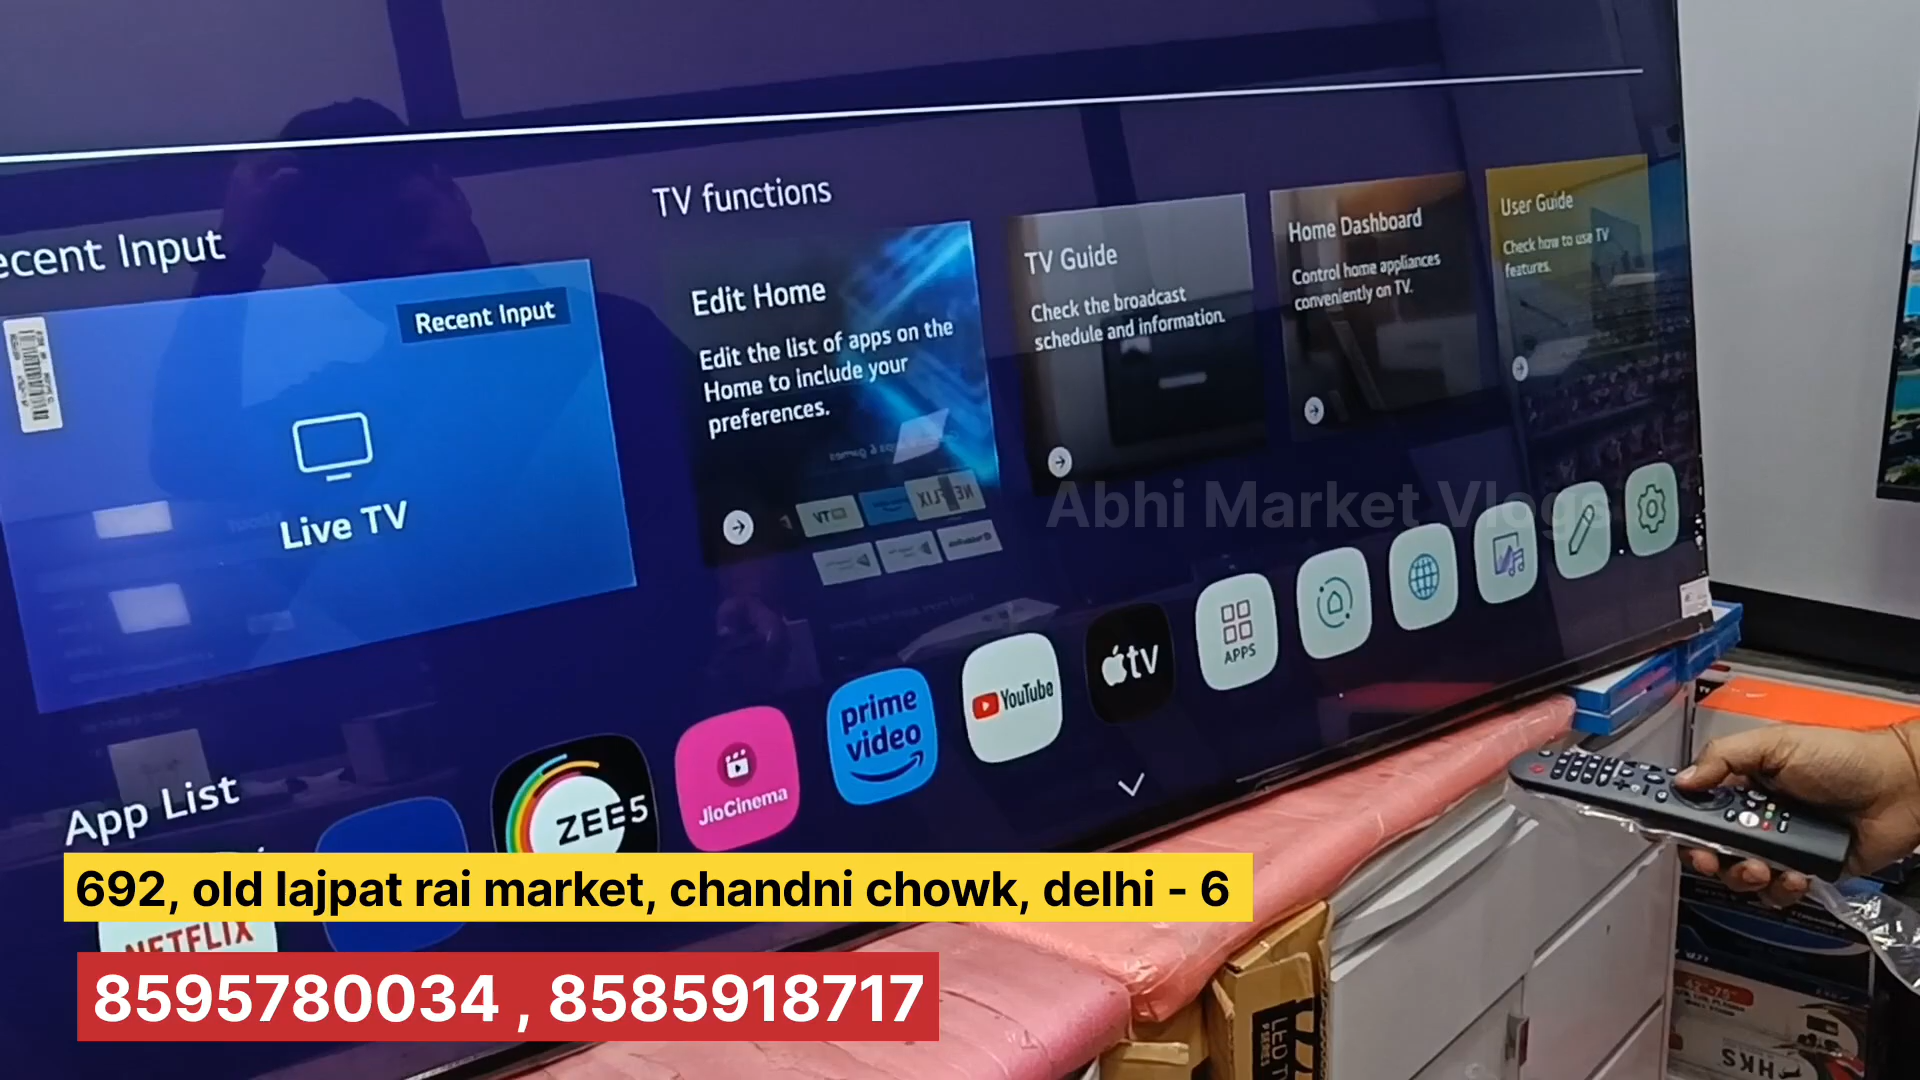 TV functions
ecent Input
Recent Input
Live TV
Edit Home
Edit the list of apps on the
Home to include your
preferences.
TV Guide
Check the broadcast
schedule and information.
Home Dashboard
Control home appliances
conveniently on TV.
User Guide
Check how to use TV
features.
Abhi Market Vlogs
App List
NETFLIX
ZEE5
JioCinema
prime
video
YouTube
tv
APPS
692, old lajpat rai market, chandni chowk, delhi - 6
8595780034 , 8585918717